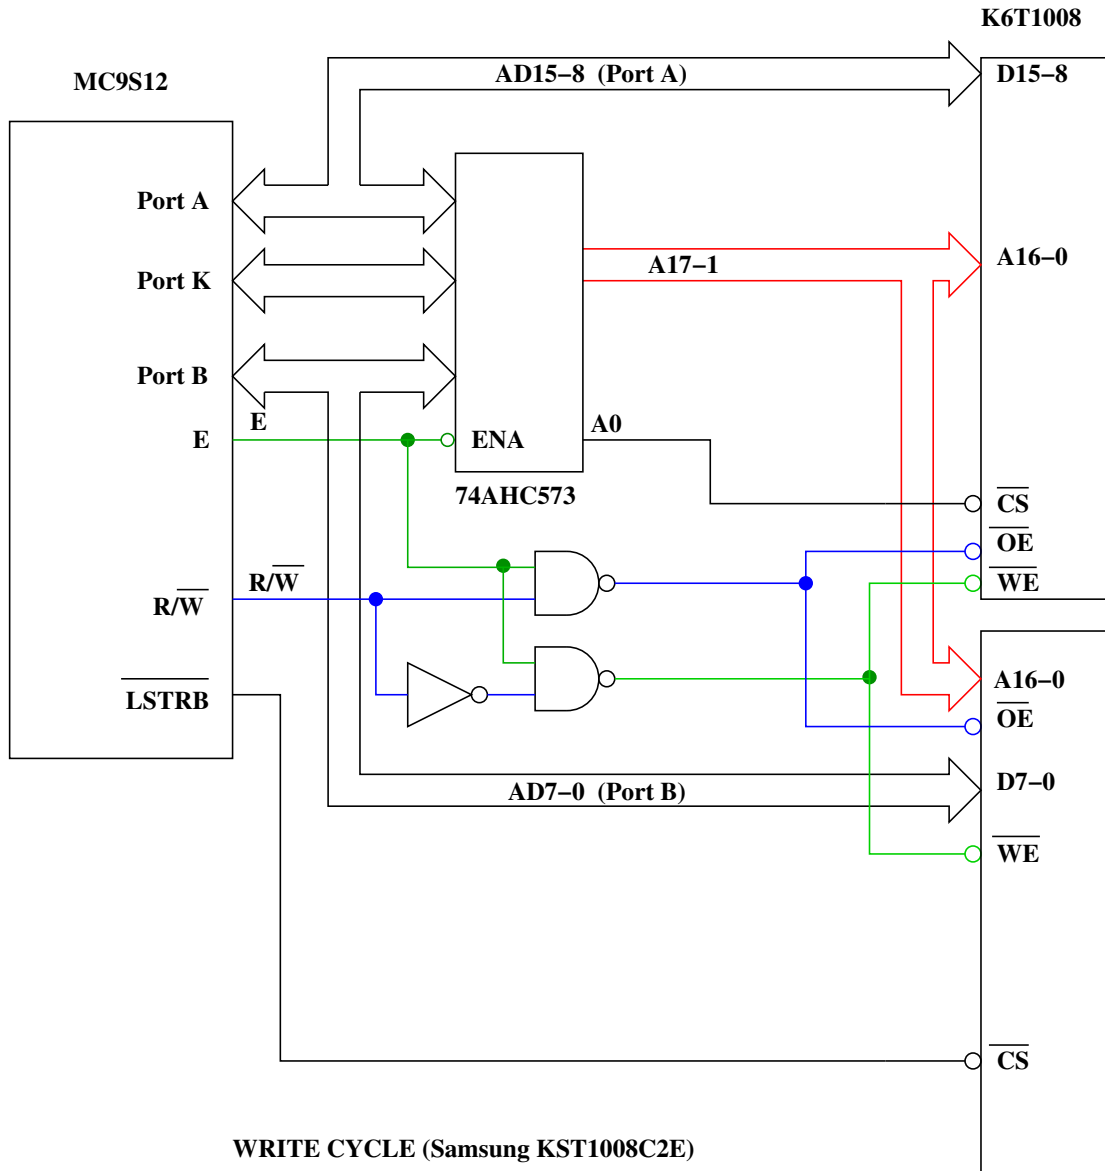 K6T1008
AD15–8 (Port A)
D15–8
MC9S12
Port A
A17–1
A16–0
Port K
Port B
E
A0
E
ENA
74AHC573
CS
OE
R/W
WE
R/W
LSTRB
A16–0
OE
AD7–0 (Port B)
D7–0
WE
CS
WRITE CYCLE (Samsung KST1008C2E)